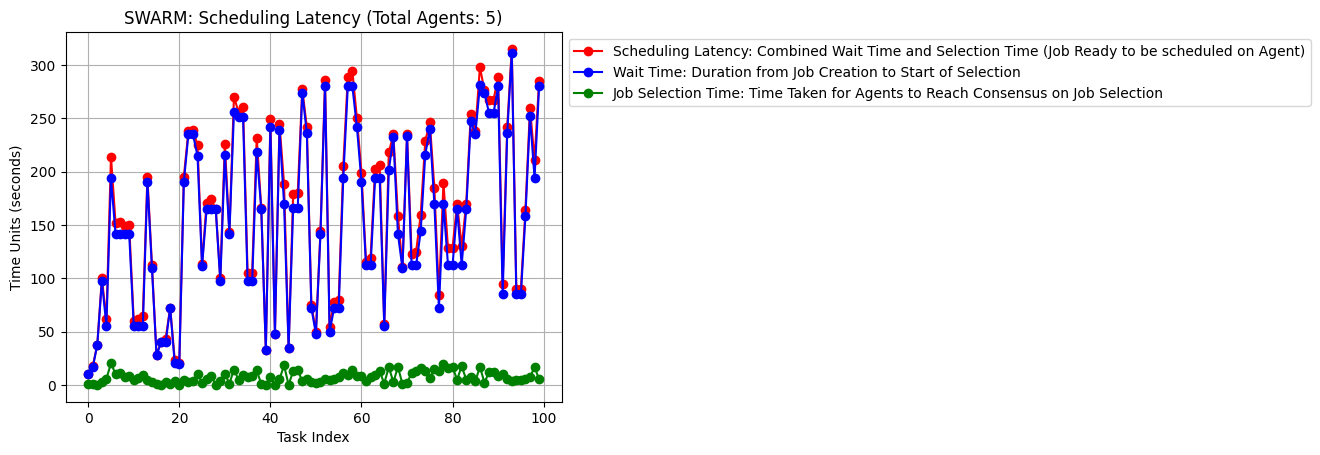 SWARM: Scheduling Latency (Total Agents: 5)
Scheduling Latency: Combined Wait Time and Selection Time (Job Ready to be scheduled on Agent)
Wait Time: Duration from Job Creation to Start of Selection
Job Selection Time: Time Taken for Agents to Reach Consensus on Job Selection
Time Units (seconds)
300
250
200
150
100
50
0
0 20 40 60 80 100
Task Index